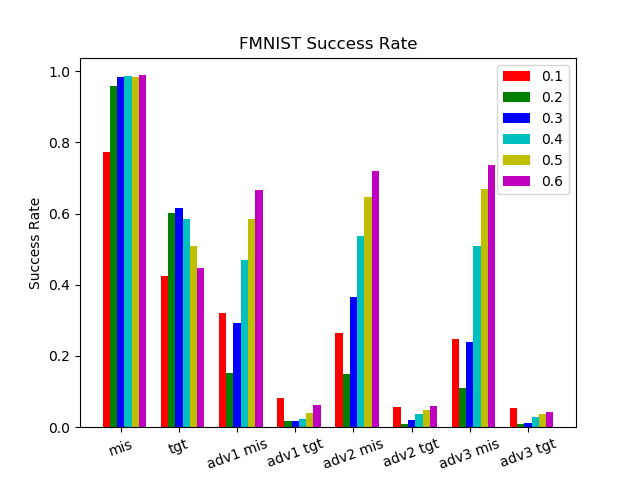 FMNIST Success Rate
Success Rate
1.0
0.8
0.6
0.4
0.2
0.0
0.1
0.2
0.3
0.4
0.5
0.6
mis
tgt
adv1 mis
adv1 tgt
adv2 mis
adv2 tgt
adv3 mis
adv3 tgt